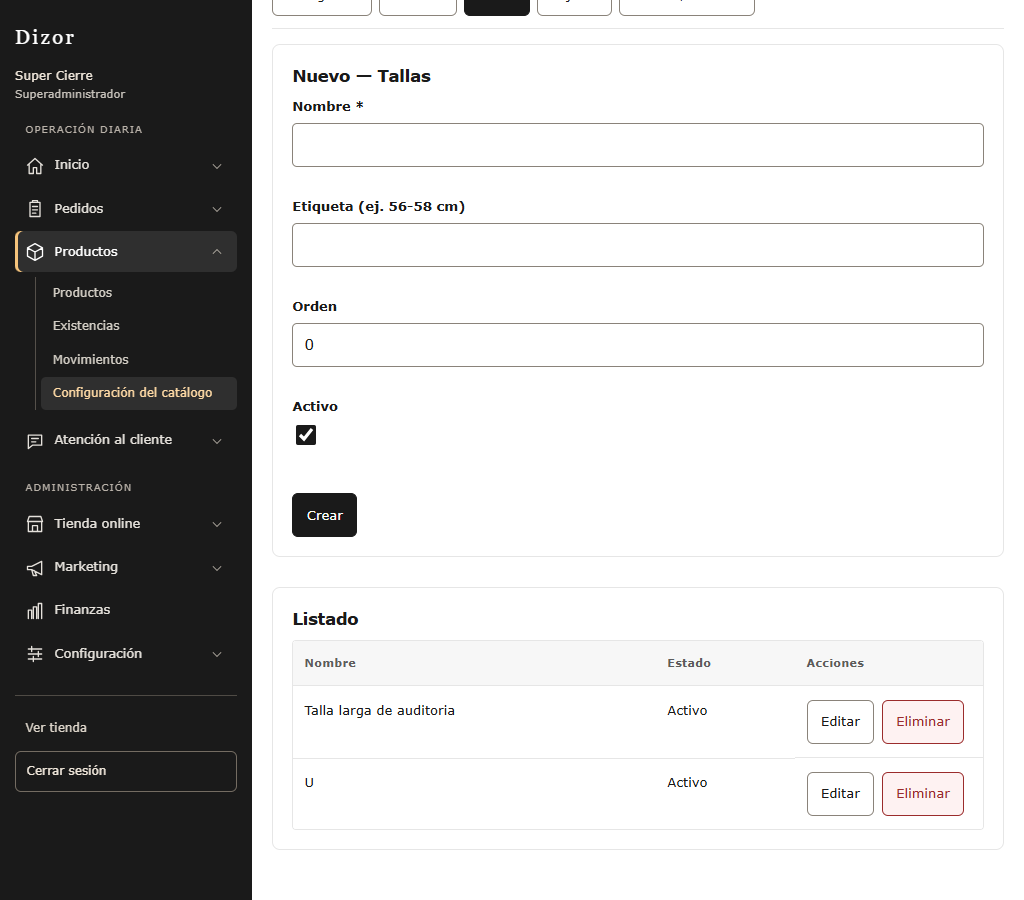 Dizor
Super Cierre
Superadministrador
OPERACIÓN DIARIA
Inicio
Pedidos
Productos
Productos
Existencias
Movimientos
Configuración del catálogo
Atención al cliente
ADMINISTRACIÓN
Tienda online
Marketing
Finanzas
Configuración
Ver tienda
Cerrar sesión
Nuevo — Tallas
Nombre *
Etiqueta (ej. 56-58 cm)
Orden
0
Activo
Crear
Listado
Nombre Estado Acciones
Talla larga de auditoria Activo Editar Eliminar
U Activo Editar Eliminar